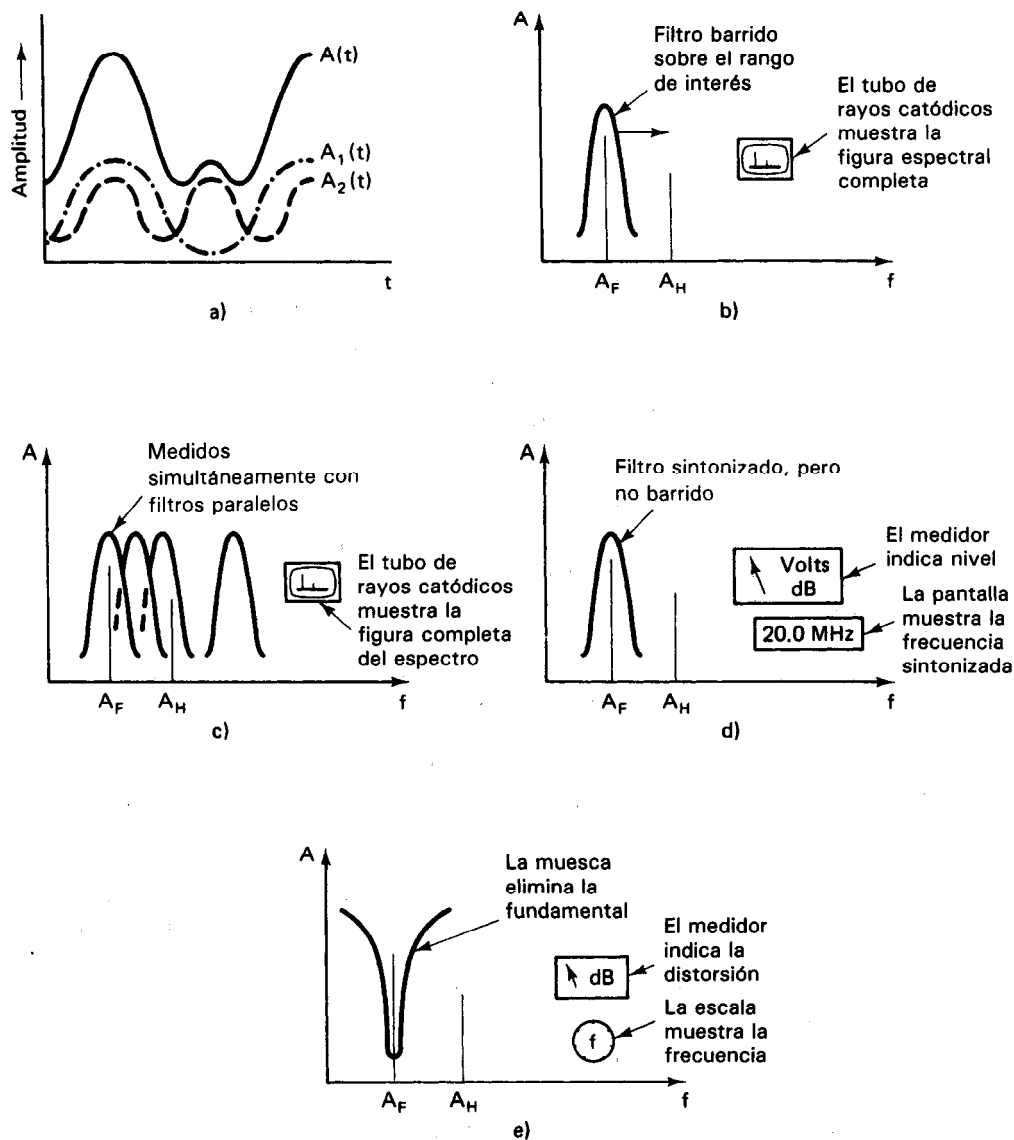 Amplitud
A(t)
A₁(t)
A₂(t)
t
a)
A
Filtro barrido
sobre el rango
de interés
El tubo de
rayos catódicos
muestra la
figura espectral
completa
A_F
A_H
f
b)
A
Medidos
simultáneamente con
filtros paralelos
El tubo de
rayos catódicos
muestra la
figura completa
del espectro
A_F
A_H
f
c)
A
Filtro sintonizado, pero
no barrido
Volts
dB
El medidor
indica nivel
20.0 MHz
La pantalla
muestra la
frecuencia
sintonizada
A_F
A_H
f
d)
A
La muesca
elimina la
fundamental
dB
El medidor
indica la
distorsión
f
La escala
muestra la
frecuencia
A_F
A_H
f
e)